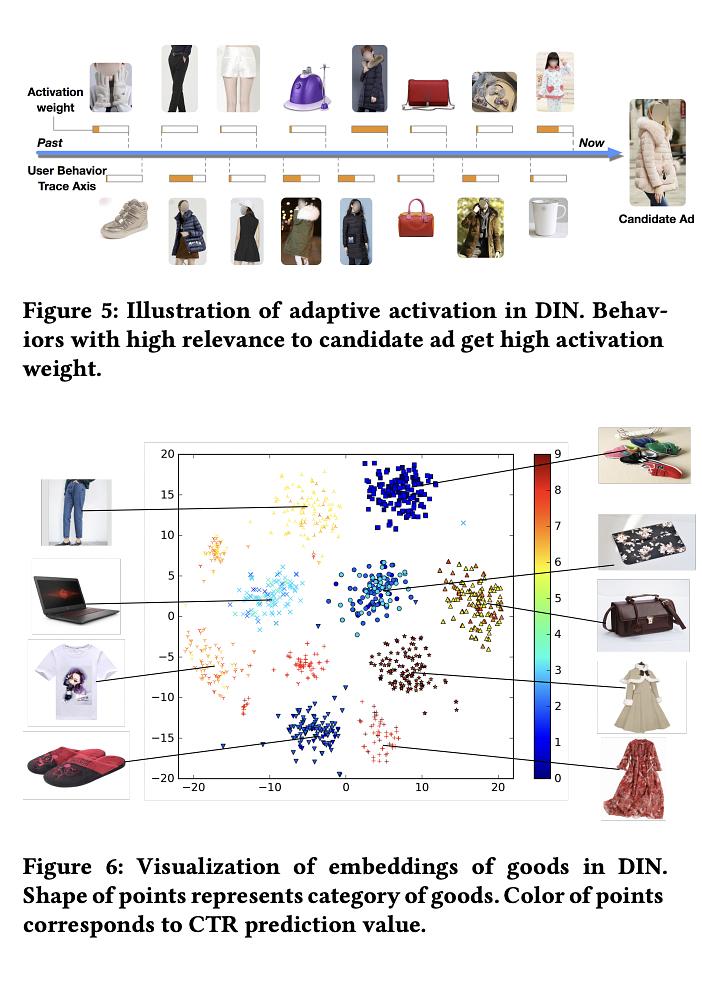 Activation
weight
Past
Now
User Behavior
Trace Axis
Candidate Ad
Figure 5: Illustration of adaptive activation in DIN. Behav-
iors with high relevance to candidate ad get high activation
weight.
20
15
10
5
0
−5
−10
−15
−20
−20
−10
0
10
20
9
8
7
6
5
4
3
2
1
0
Figure 6: Visualization of embeddings of goods in DIN.
Shape of points represents category of goods. Color of points
corresponds to CTR prediction value.